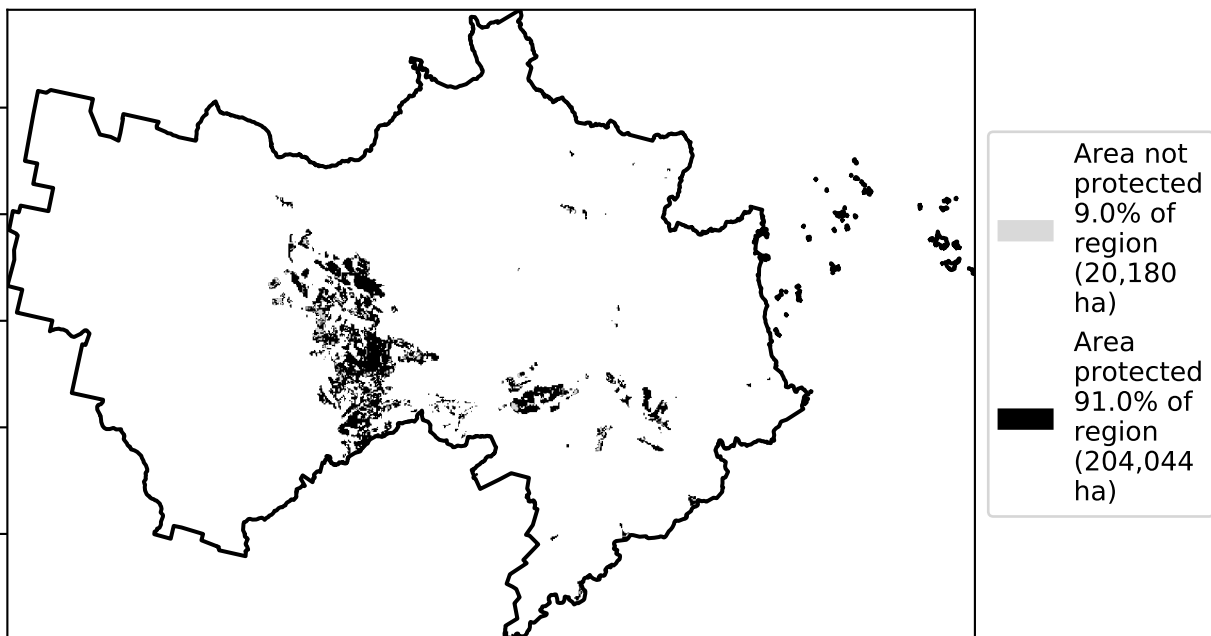 Area not
protected
9.0% of
region
(20,180
ha)
Area
protected
91.0% of
region
(204,044
ha)